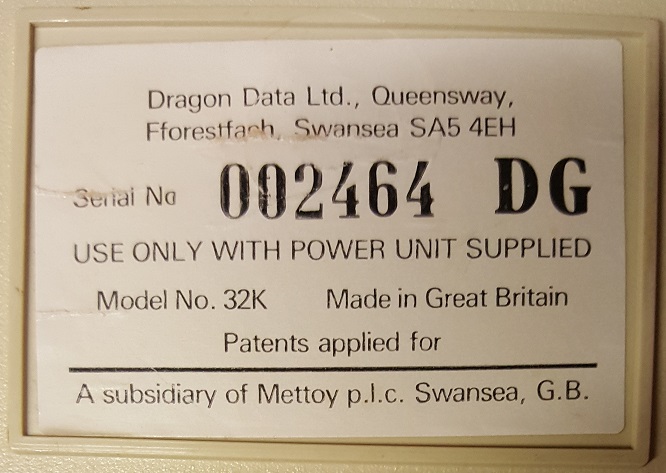 Dragon Data Ltd., Queensway,
Fforestfach, Swansea SA5 4EH
Serial No 002464 DG
USE ONLY WITH POWER UNIT SUPPLIED
Model No. 32K Made in Great Britain
Patents applied for
A subsidiary of Mettoy p.l.c. Swansea, G.B.